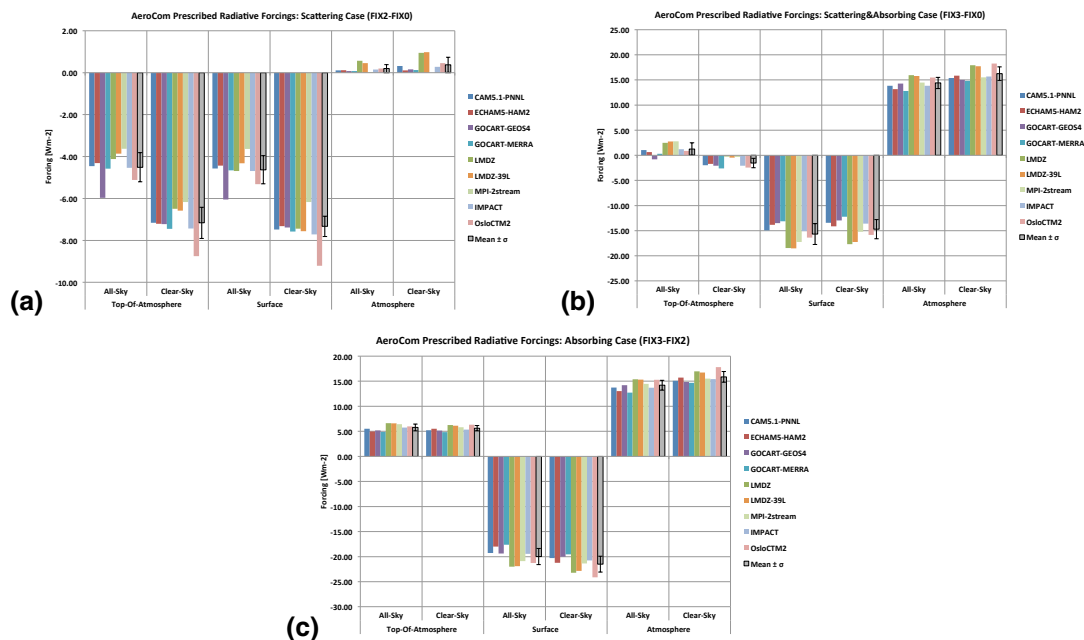 AeroCom Prescribed Radiative Forcings: Scattering Case (FIX2-FIX0)
2.00
0.00
-2.00
-4.00
-6.00
-8.00
-10.00
Forcing [Wm-2]
All-Sky Clear-Sky All-Sky Clear-Sky All-Sky Clear-Sky
Top-Of-Atmosphere Surface Atmosphere
CAM5.1-PNNL
ECHAM5-HAM2
GOCART-GEOS4
GOCART-MERRA
LMDZ
LMDZ-39L
MPI-2stream
IMPACT
OsloCTM2
Mean ± σ
(a)
AeroCom Prescribed Radiative Forcings: Scattering&Absorbing Case (FIX3-FIX0)
25.00
20.00
15.00
10.00
5.00
0.00
-5.00
-10.00
-15.00
-20.00
-25.00
Forcing [Wm-2]
All-Sky Clear-Sky All-Sky Clear-Sky All-Sky Clear-Sky
Top-Of-Atmosphere Surface Atmosphere
CAM5.1-PNNL
ECHAM5-HAM2
GOCART-GEOS4
GOCART-MERRA
LMDZ
LMDZ-39L
MPI-2stream
IMPACT
OsloCTM2
Mean ± σ
(b)
AeroCom Prescribed Radiative Forcings: Absorbing Case (FIX3-FIX2)
20.00
15.00
10.00
5.00
0.00
-5.00
-10.00
-15.00
-20.00
-25.00
-30.00
Forcing [Wm-2]
All-Sky Clear-Sky All-Sky Clear-Sky All-Sky Clear-Sky
Top-Of-Atmosphere Surface Atmosphere
CAM5.1-PNNL
ECHAM5-HAM2
GOCART-GEOS4
GOCART-MERRA
LMDZ
LMDZ-39L
MPI-2stream
IMPACT
OsloCTM2
Mean ± σ
(c)